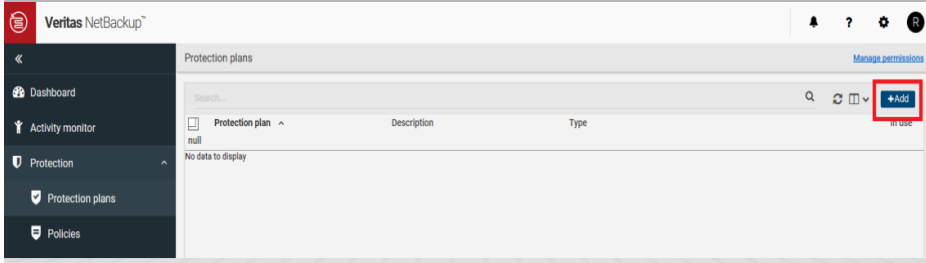 Veritas NetBackup™
? R
« Protection plans Manage permissions
Dashboard
Search... +Add
Activity monitor
Protection plan Description Type In use
null
Protection
No data to display
Protection plans
Policies